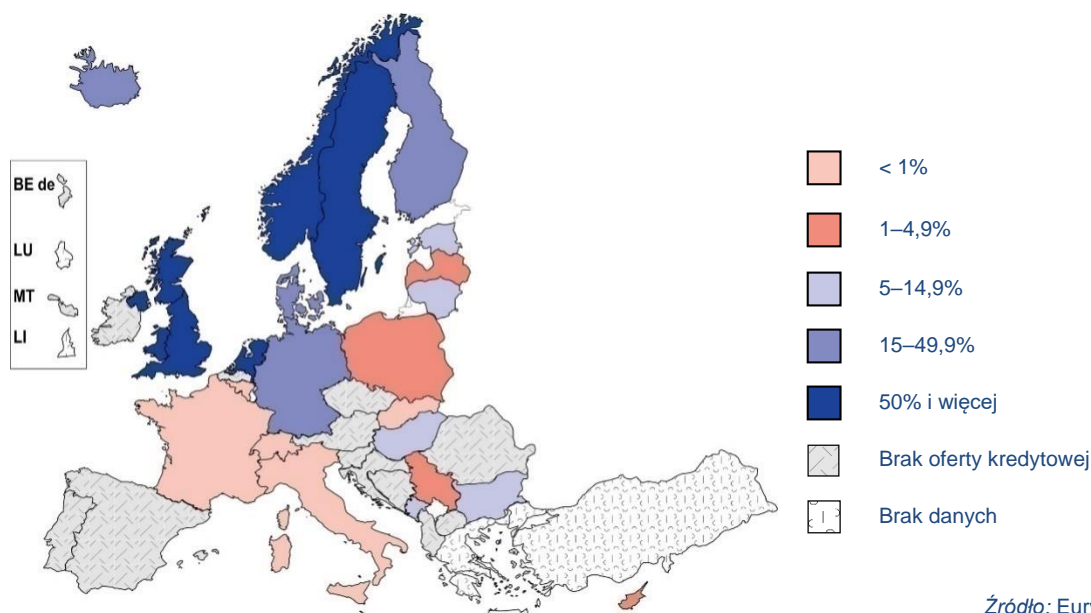 BE de
LU
MT
LI
< 1%
1–4,9%
5–14,9%
15–49,9%
50% i więcej
Brak oferty kredytowej
Brak danych
Źródło: Eur